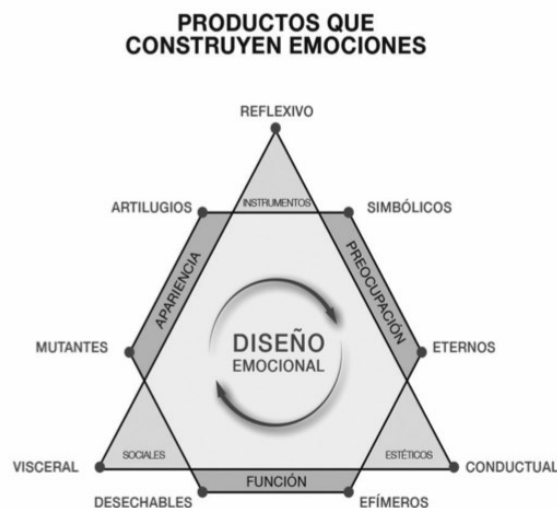 PRODUCTOS QUE
CONSTRUYEN EMOCIONES
REFLEXIVO
ARTILUGIOS
INSTRUMENTOS
SIMBÓLICOS
APARIENCIA
PREOCUPACIÓN
DISEÑO
EMOCIONAL
MUTANTES
ETERNOS
SOCIALES
ESTÉTICOS
VISCERAL
CONDUCTUAL
FUNCIÓN
DESECHABLES
EFÍMEROS